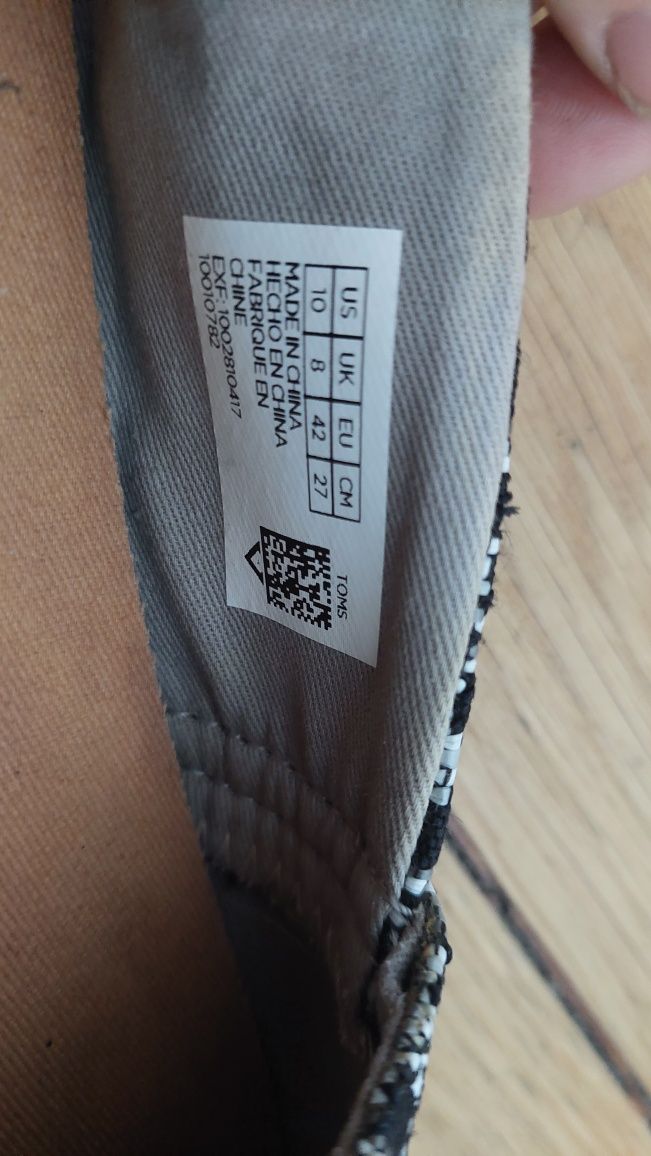 US UK EU CM
10 8 42 27
MADE IN CHINA
HECHO EN CHINA
FABRIQUE EN
CHINE
EXF: 1002810417
10010782
TOMS